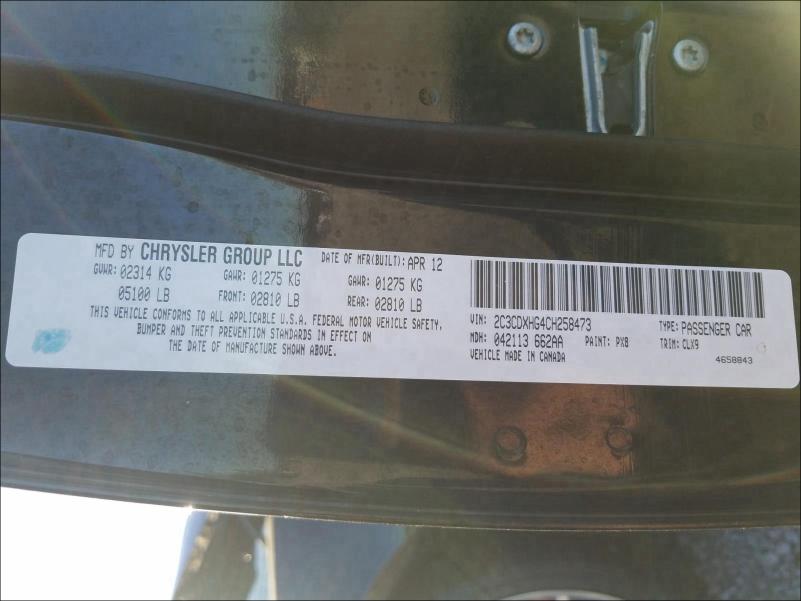 MFD BY CHRYSLER GROUP LLC DATE OF MFR(BUILT): APR 12
GVWR: 02314 KG GAWR: 01275 KG GAWR: 01275 KG
05100 LB FRONT: 02810 LB REAR: 02810 LB
THIS VEHICLE CONFORMS TO ALL APPLICABLE U.S.A. FEDERAL MOTOR VEHICLE SAFETY,
BUMPER AND THEFT PREVENTION STANDARDS IN EFFECT ON
THE DATE OF MANUFACTURE SHOWN ABOVE.
VIN: 2C3CDXHG4CH258473 TYPE: PASSENGER CAR
MDH: 042113 662AA PAINT: PX8 TRIM: CLX9
VEHICLE MADE IN CANADA 4658843